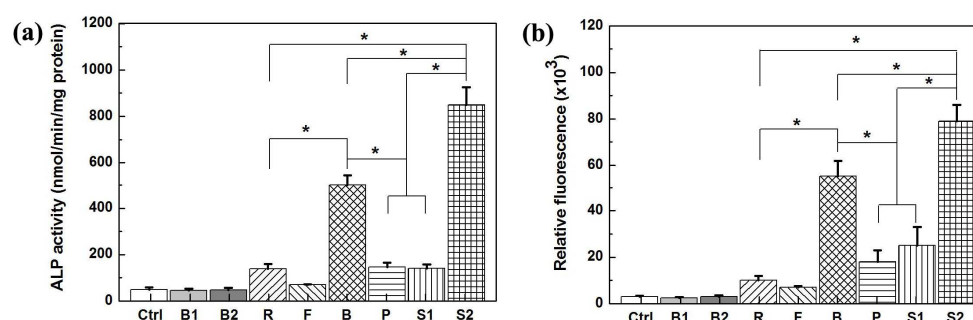 (a)
ALP activity (nmol/min/mg protein)
1200
1000
800
600
400
200
0
* * * * *
Ctrl B1 B2 R F B P S1 S2
(b)
Relative fluorescence (x10³)
100
80
60
40
20
0
* * * * *
Ctrl B1 B2 R F B P S1 S2